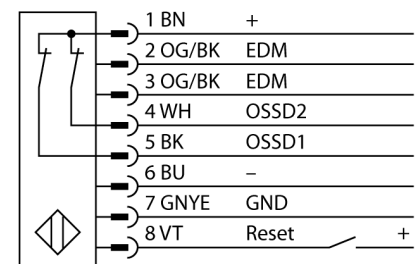 1 BN +
2 OG/BK EDM
3 OG/BK EDM
4 WH OSSD2
5 BK OSSD1
6 BU –
7 GNYE GND
8 VT Reset +